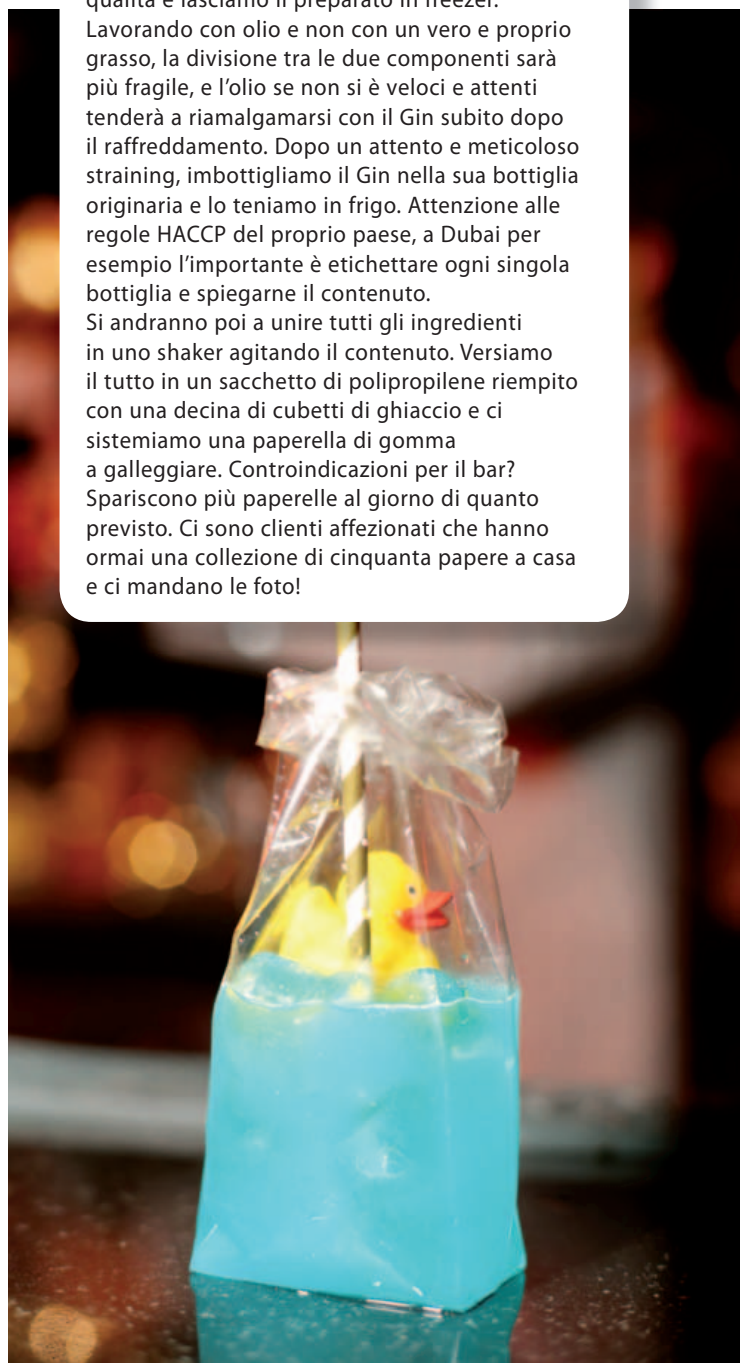 qualità e lasciamo il preparato in freezer.
Lavorando con olio e non con un vero e proprio
grasso, la divisione tra le due componenti sarà
più fragile, e l’olio se non si è veloci e attenti
tenderà a riamalgamarsi con il Gin subito dopo
il raffreddamento. Dopo un attento e meticoloso
straining, imbottigliamo il Gin nella sua bottiglia
originaria e lo teniamo in frigo. Attenzione alle
regole HACCP del proprio paese, a Dubai per
esempio l’importante è etichettare ogni singola
bottiglia e spiegarne il contenuto.
Si andranno poi a unire tutti gli ingredienti
in uno shaker agitando il contenuto. Versiamo
il tutto in un sacchetto di polipropilene riempito
con una decina di cubetti di ghiaccio e ci
sistemiamo una paperella di gomma
a galleggiare. Controindicazioni per il bar?
Spariscono più paperelle al giorno di quanto
previsto. Ci sono clienti affezionati che hanno
ormai una collezione di cinquanta papere a casa
e ci mandano le foto!